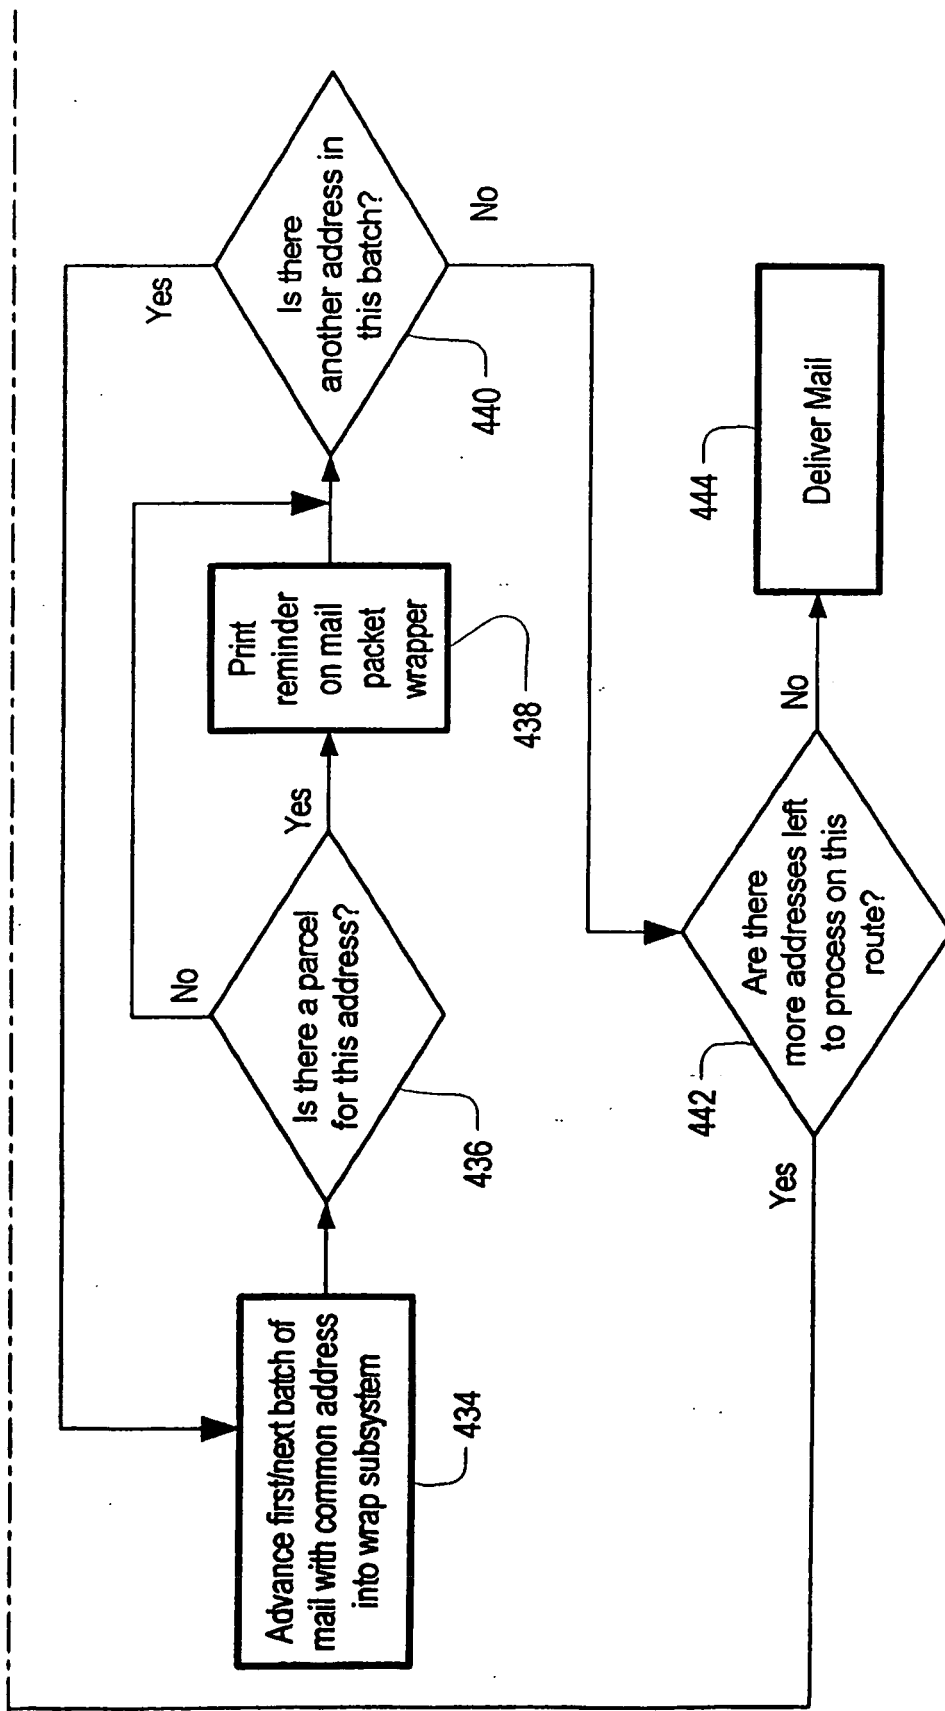 Advance first/next batch of
mail with common address
into wrap subsystem
434
Is there a parcel
for this address?
436
No
Yes
Print
reminder
on mail
packet
wrapper
438
Is there
another address in
this batch?
440
Yes
No
Are there
more addresses left
to process on this
route?
442
Yes
No
Deliver Mail
444